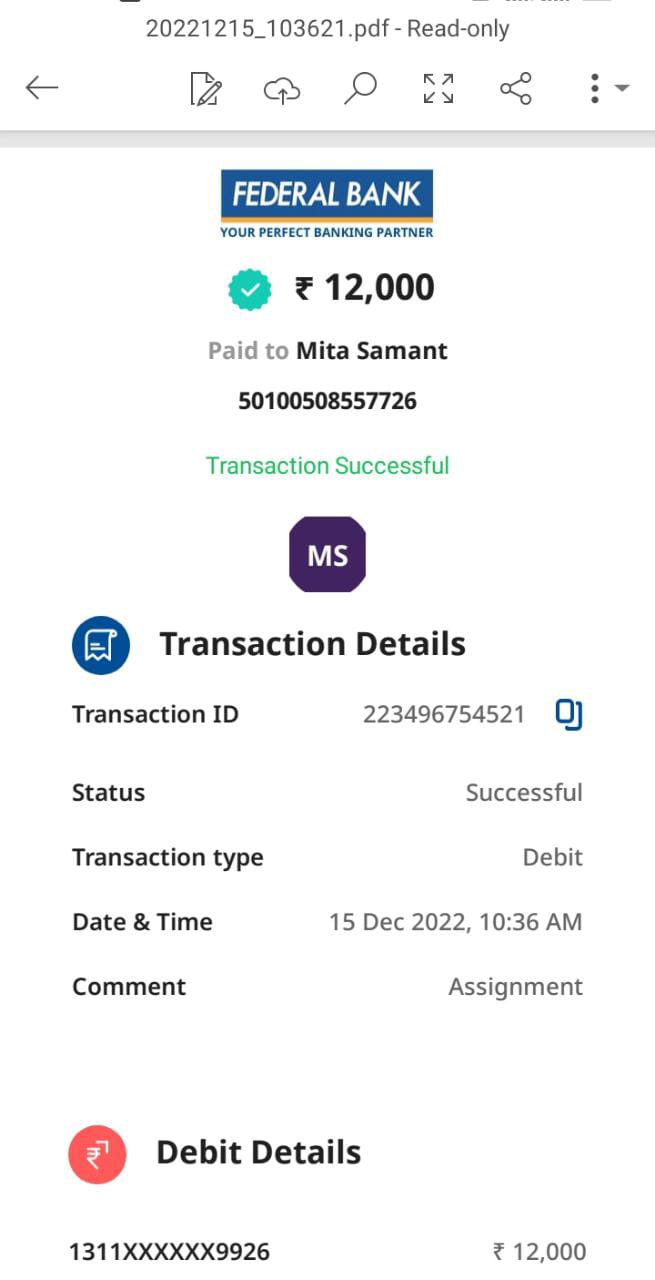 20221215_103621.pdf - Read-only
FEDERAL BANK
YOUR PERFECT BANKING PARTNER
₹ 12,000
Paid to Mita Samant
50100508557726
Transaction Successful
MS
Transaction Details
Transaction ID 223496754521
Status Successful
Transaction type Debit
Date & Time 15 Dec 2022, 10:36 AM
Comment Assignment
₹ Debit Details
1311XXXXXX9926 ₹ 12,000